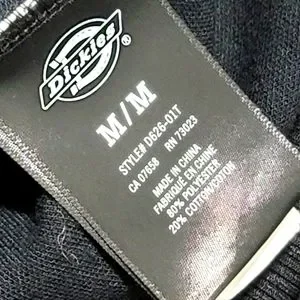 Dickies®
M/M
STYLE# D626-01T
CA 07658 RN 73023
MADE IN CHINA
FABRIQUÉ EN CHINE
80% POLYESTER
20% COTTON/COTON